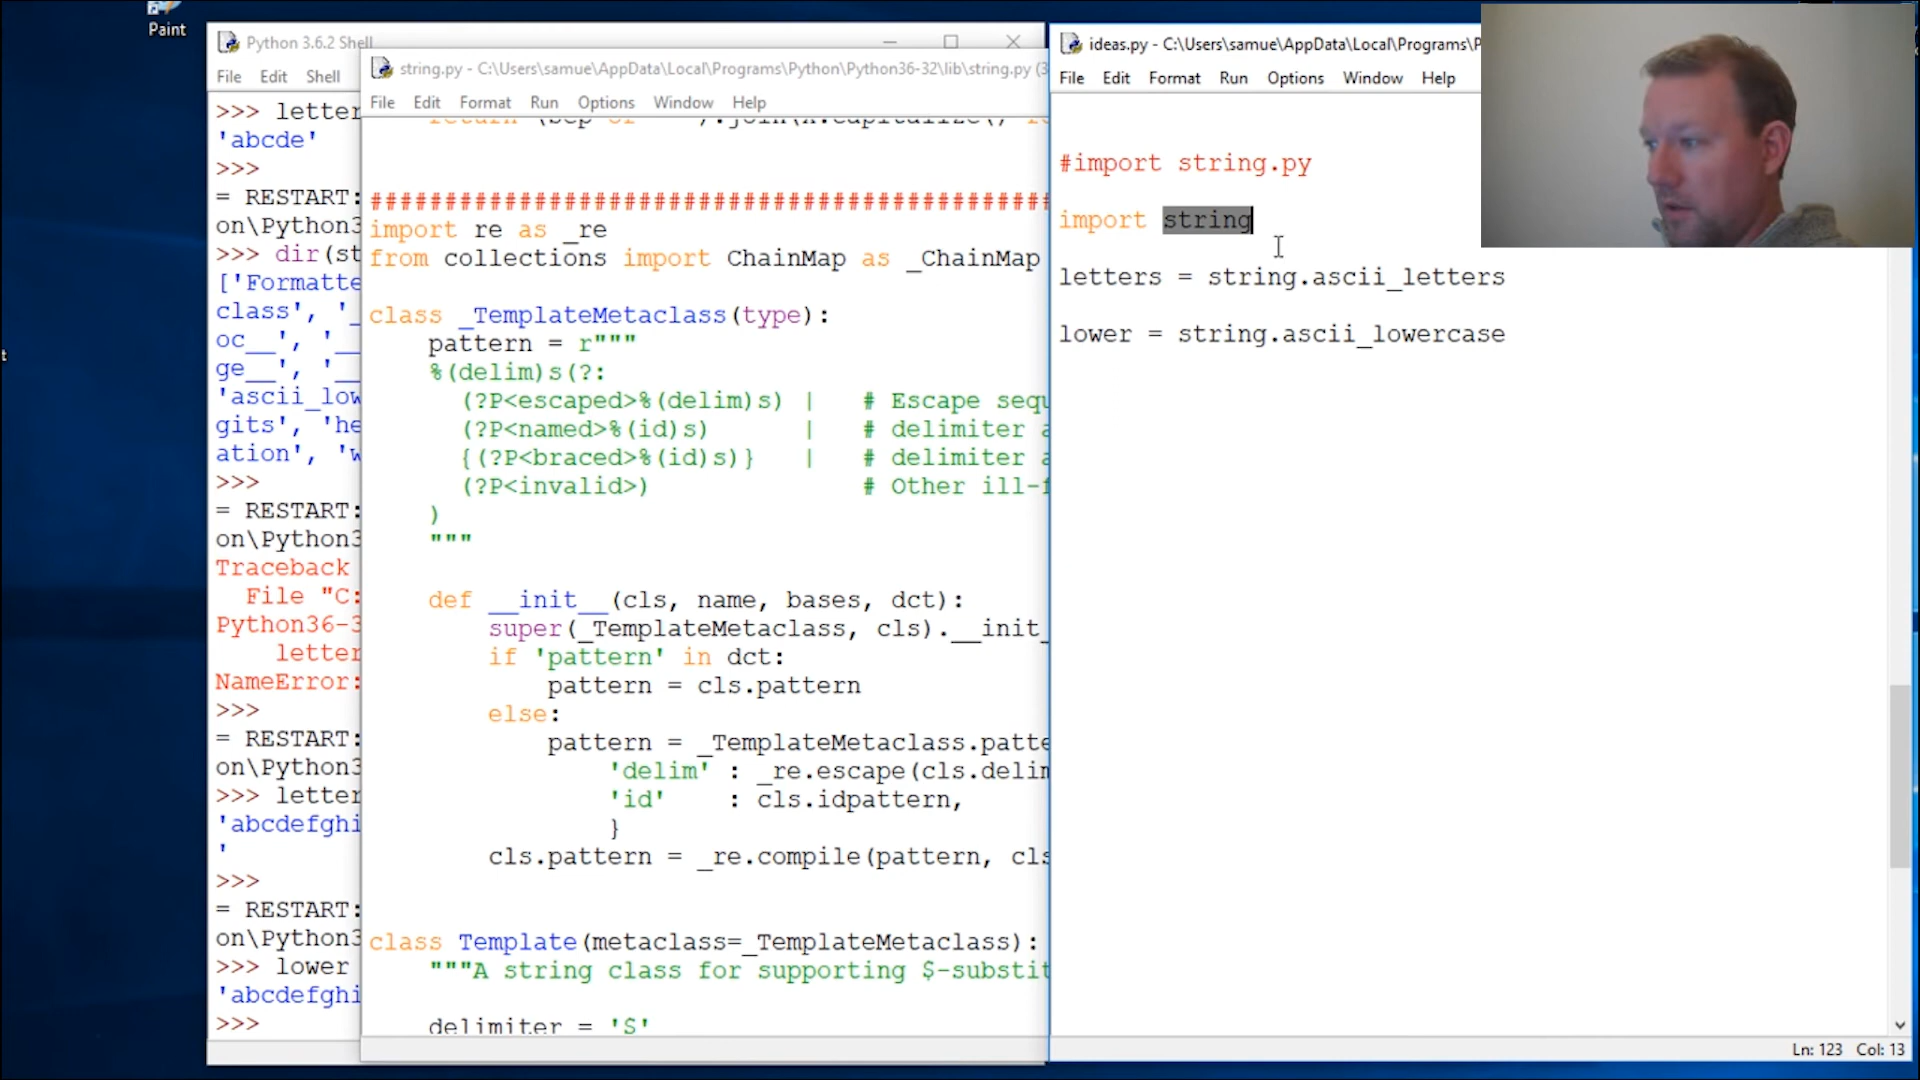 Paint
Python 3.6.2 Shell
File Edit Shell
>>> letter
'abcde'
>>>
= RESTART:
on\Python3
>>> dir(st
['Formatte
class', '_
oc__', '__
ge__', '__
'ascii_low
gits', 'he
ation', 'w
>>>
= RESTART:
on\Python3
Traceback
File "C:
Python36-3
letter
NameError:
>>>
= RESTART:
on\Python3
>>> letter
'abcdefghi
'
>>>
= RESTART:
on\Python3
>>> lower
'abcdefghi
>>>
string.py - C:\Users\samue\AppData\Local\Programs\Python\Python36-32\lib\string.py (3
File Edit Format Run Options Window Help
##############################################
import re as _re
from collections import ChainMap as _ChainMap
class _TemplateMetaclass(type):
pattern = r"""
%(delim)s(?:
(?P<escaped>%(delim)s) | # Escape sequ
(?P<named>%(id)s) | # delimiter a
{(?P<braced>%(id)s)} | # delimiter a
(?P<invalid>) # Other ill-f
)
"""
def __init__(cls, name, bases, dct):
super(_TemplateMetaclass, cls).__init_
if 'pattern' in dct:
pattern = cls.pattern
else:
pattern = _TemplateMetaclass.patte
'delim' : _re.escape(cls.delim
'id' : cls.idpattern,
}
cls.pattern = _re.compile(pattern, cls
class Template(metaclass=_TemplateMetaclass):
"""A string class for supporting $-substit
delimiter = '$'
ideas.py - C:\Users\samue\AppData\Local\Programs\P
File Edit Format Run Options Window Help
#import string.py
import string
letters = string.ascii_letters
lower = string.ascii_lowercase
Ln: 123 Col: 13